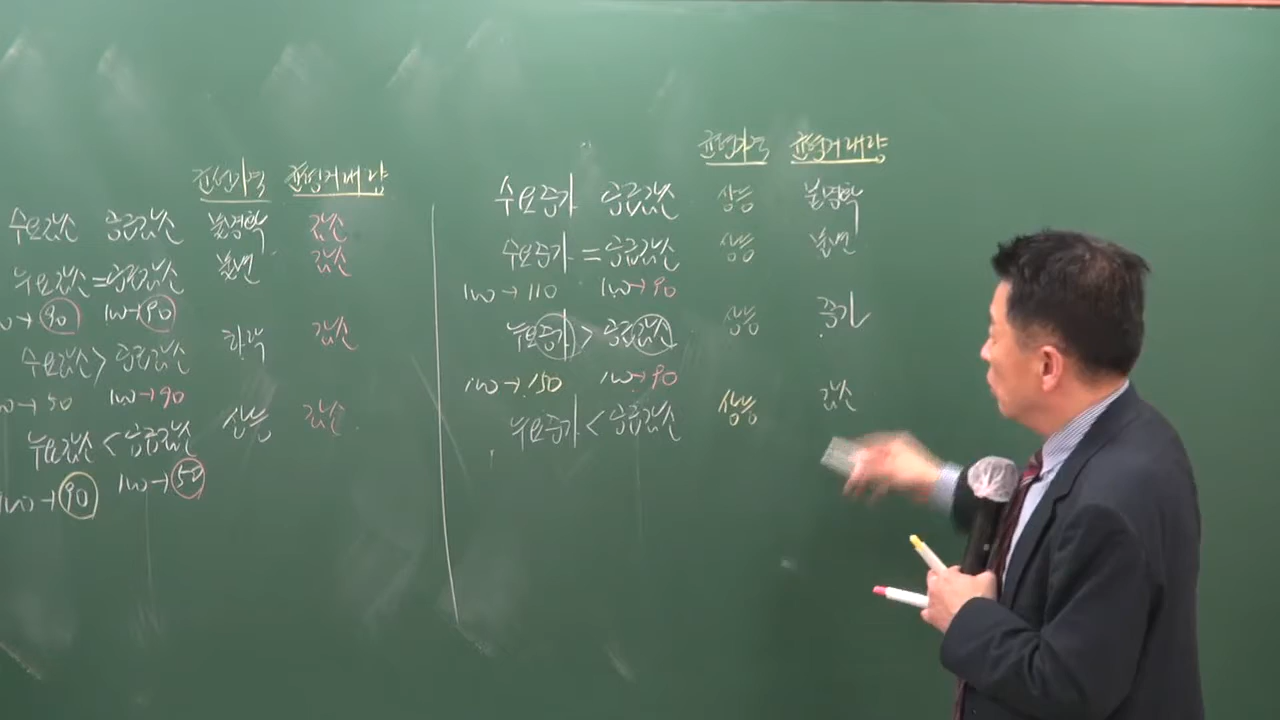 균형가격 균형거래량
수요감소 공급감소 불명확 감소
수요감소=공급감소 불변 감소
→90 100→90
수요감소>공급감소 하락 감소
→50 100→90
수요감소<공급감소 상승 감소
100→90 100→50
균형가격 균형거래량
수요증가 공급감소 상승 불명확
수요증가=공급감소 상승 불변
100→110 100→90
수요증가>공급감소 상승 증가
100→150 100→90
수요증가<공급감소 상승 감소